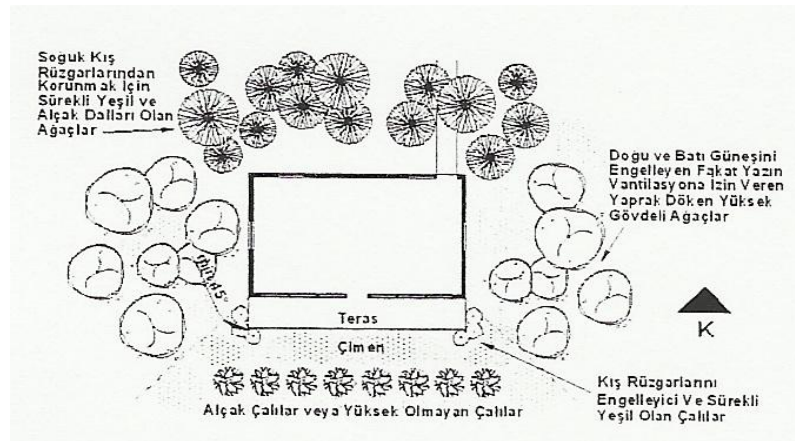 Soğuk Kış
Rüzgarlarından
Korunmak İçin
Sürekli Yeşil ve
Alçak Dalları Olan
Ağaçlar
Doğu ve Batı Güneşini
Engelleyen Fakat Yazın
Vantilasyona İzin Veren
Yaprak Döken Yüksek
Gövdeli Ağaçlar
min.45°
Teras
Çimen
K
Alçak Çalılar veya Yüksek Olmayan Çalılar
Kış Rüzgarlarını
Engelleyici Ve Sürekli
Yeşil Olan Çalılar